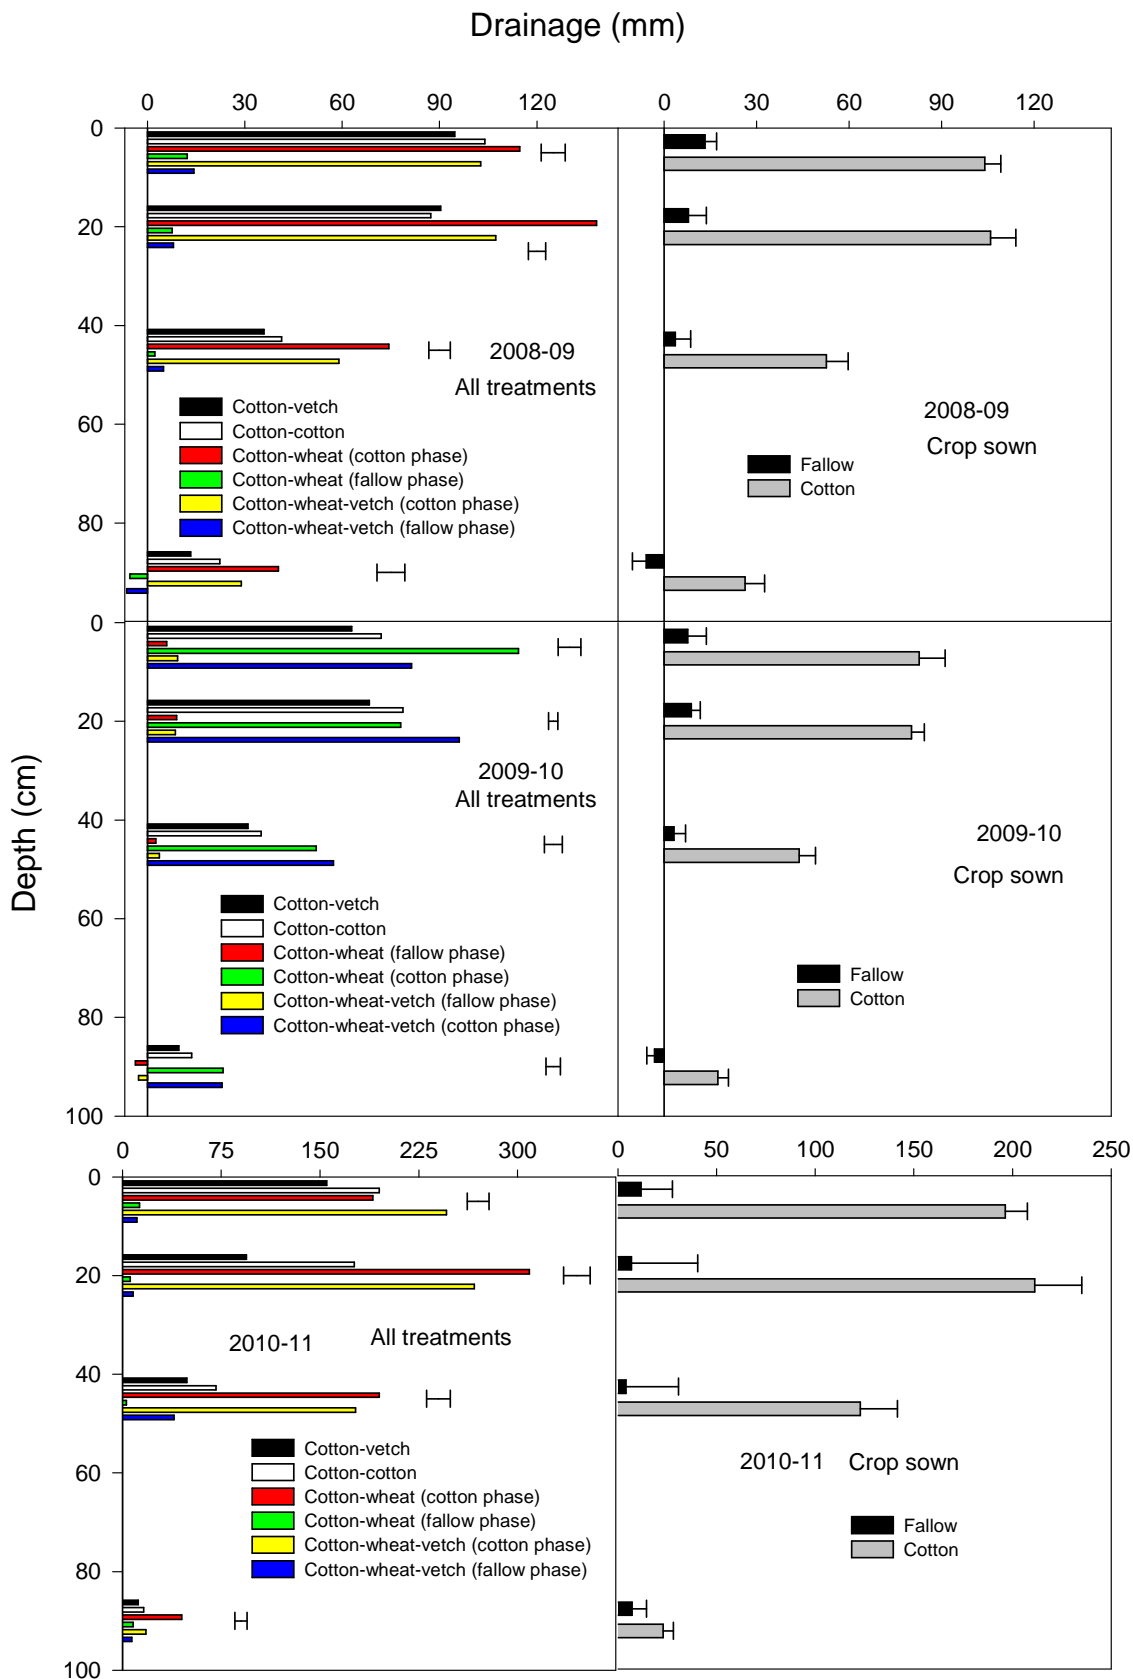 Drainage (mm)
0 30 60 90 120
0 30 60 90 120
0
20
40
60
80
2008-09
All treatments
Cotton-vetch
Cotton-cotton
Cotton-wheat (cotton phase)
Cotton-wheat (fallow phase)
Cotton-wheat-vetch (cotton phase)
Cotton-wheat-vetch (fallow phase)
2008-09
Crop sown
Fallow
Cotton
Depth (cm)
0
20
40
60
80
100
2009-10
All treatments
Cotton-vetch
Cotton-cotton
Cotton-wheat (fallow phase)
Cotton-wheat (cotton phase)
Cotton-wheat-vetch (fallow phase)
Cotton-wheat-vetch (cotton phase)
2009-10
Crop sown
Fallow
Cotton
0 75 150 225 300
0 50 100 150 200 250
0
20
40
60
80
100
2010-11 All treatments
Cotton-vetch
Cotton-cotton
Cotton-wheat (cotton phase)
Cotton-wheat (fallow phase)
Cotton-wheat-vetch (cotton phase)
Cotton-wheat-vetch (fallow phase)
2010-11 Crop sown
Fallow
Cotton